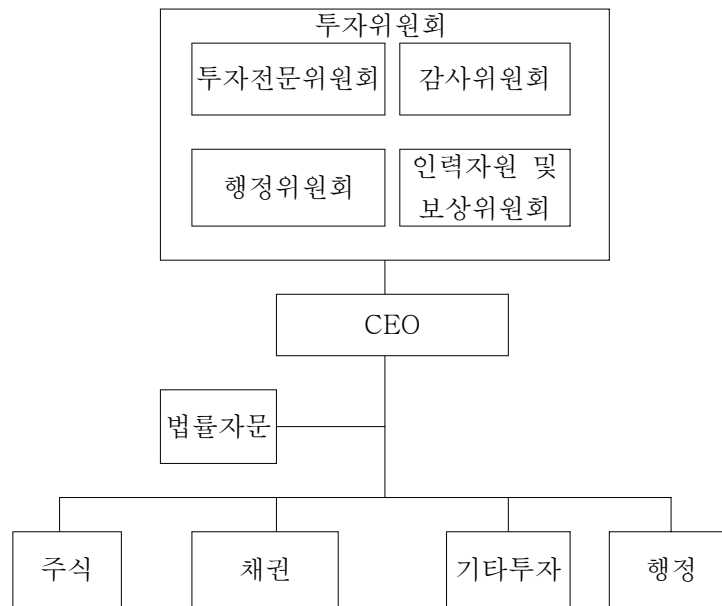 투자위원회
투자전문위원회
감사위원회
행정위원회
인력자원 및
보상위원회
CEO
법률자문
주식
채권
기타투자
행정